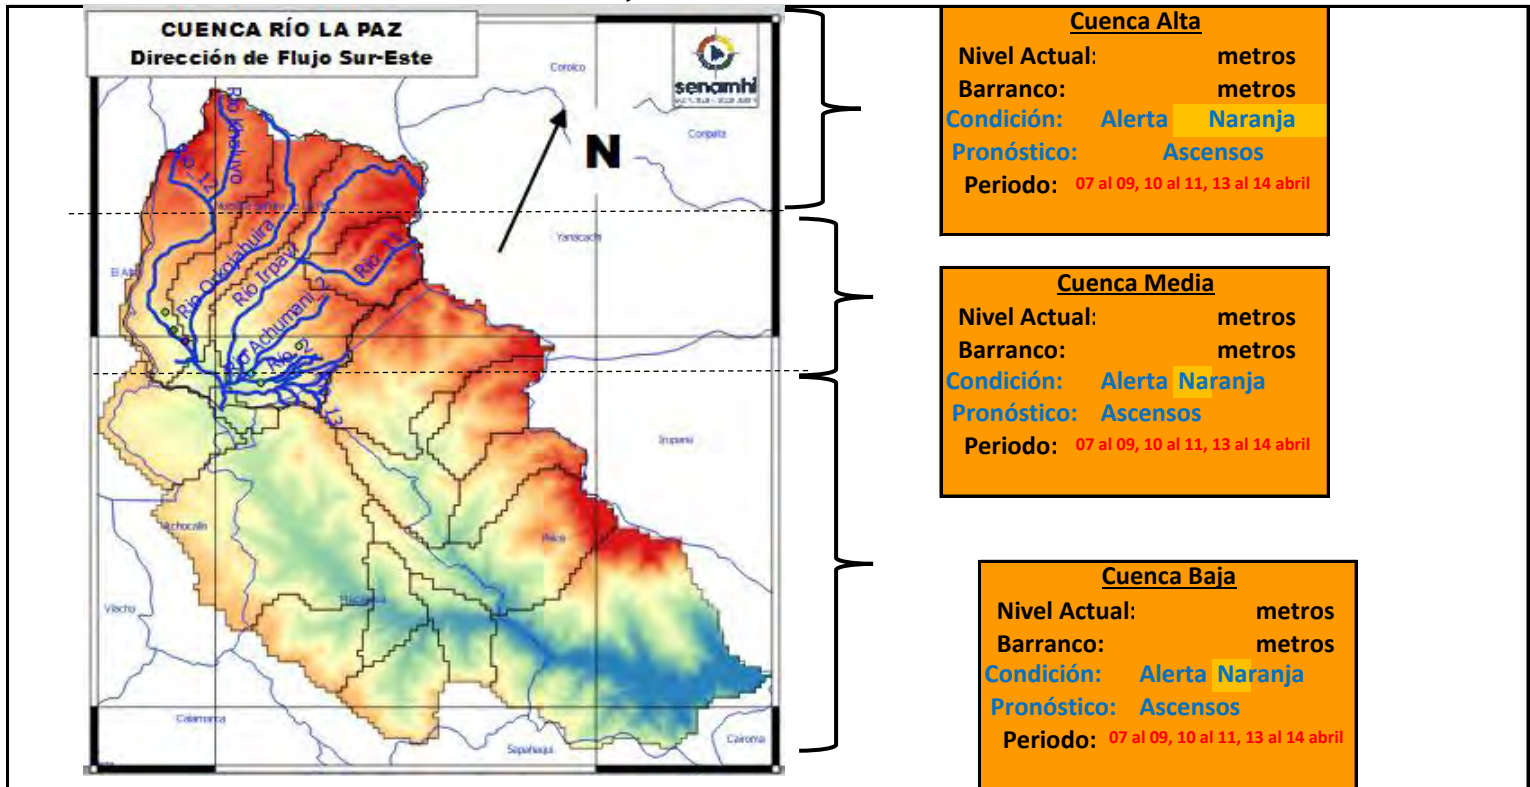 CUENCA RÍO LA PAZ
Dirección de Flujo Sur-Este
senamhi
N
Coroico
Coripata
Yanacachi
Irupana
El Alto
Achocalla
Viacha
Calamarca
Sapahaqui
Cairoma
Mecapaca
Palca
Río Khaluyo
Río Orkojahuira
Río Irpavi
Río Achumani_2
Cuenca Alta
Nivel Actual: metros
Barranco: metros
Condición: Alerta Naranja
Pronóstico: Ascensos
Periodo: 07 al 09, 10 al 11, 13 al 14 abril
Cuenca Media
Nivel Actual: metros
Barranco: metros
Condición: Alerta Naranja
Pronóstico: Ascensos
Periodo: 07 al 09, 10 al 11, 13 al 14 abril
Cuenca Baja
Nivel Actual: metros
Barranco: metros
Condición: Alerta Naranja
Pronóstico: Ascensos
Periodo: 07 al 09, 10 al 11, 13 al 14 abril